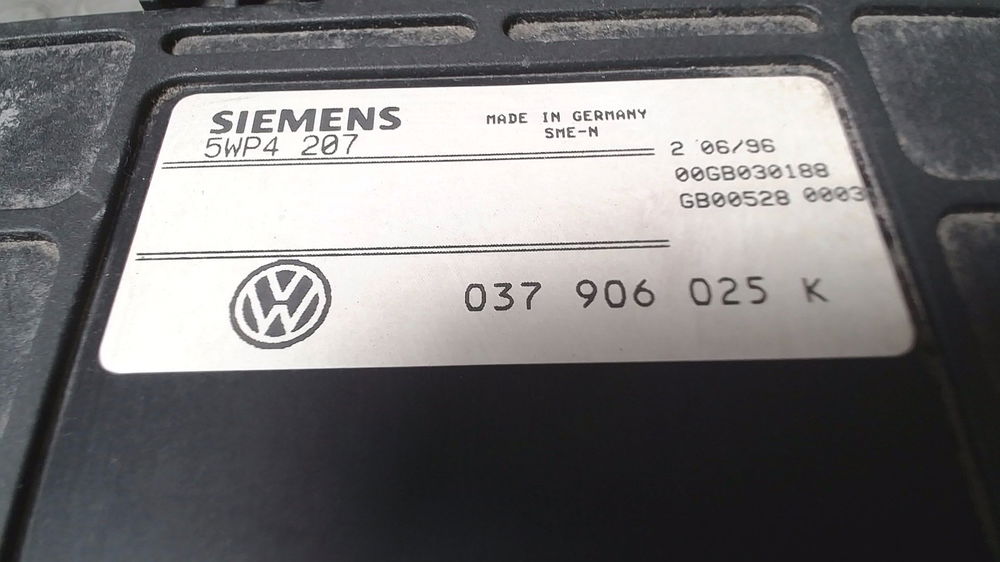 SIEMENS
5WP4 207
MADE IN GERMANY
SME-N
2 06/96
00GB030188
GB00528 0003
037 906 025 K